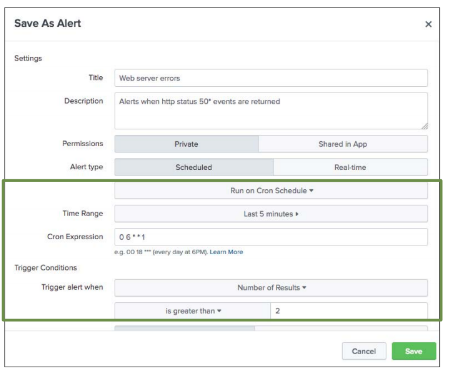 Save As Alert ×
Settings
Title Web server errors
Description Alerts when http status 50* events are returned
Permissions Private Shared in App
Alert type Scheduled Real-time
Run on Cron Schedule ▾
Time Range Last 5 minutes ▸
Cron Expression 0 6 * * 1
e.g. 00 18 *** (every day at 6PM). Learn More
Trigger Conditions
Trigger alert when Number of Results ▾
is greater than ▾ 2
Cancel Save